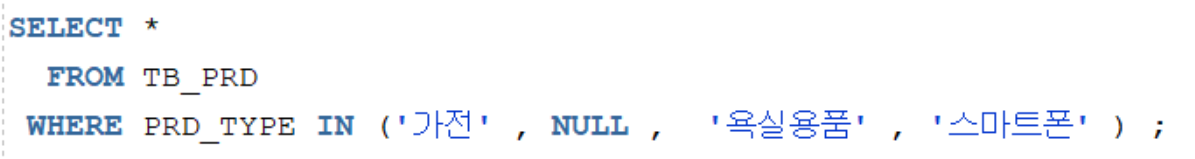 SELECT *
FROM TB_PRD
WHERE PRD_TYPE IN ('가전' , NULL , '욕실용품' , '스마트폰' ) ;